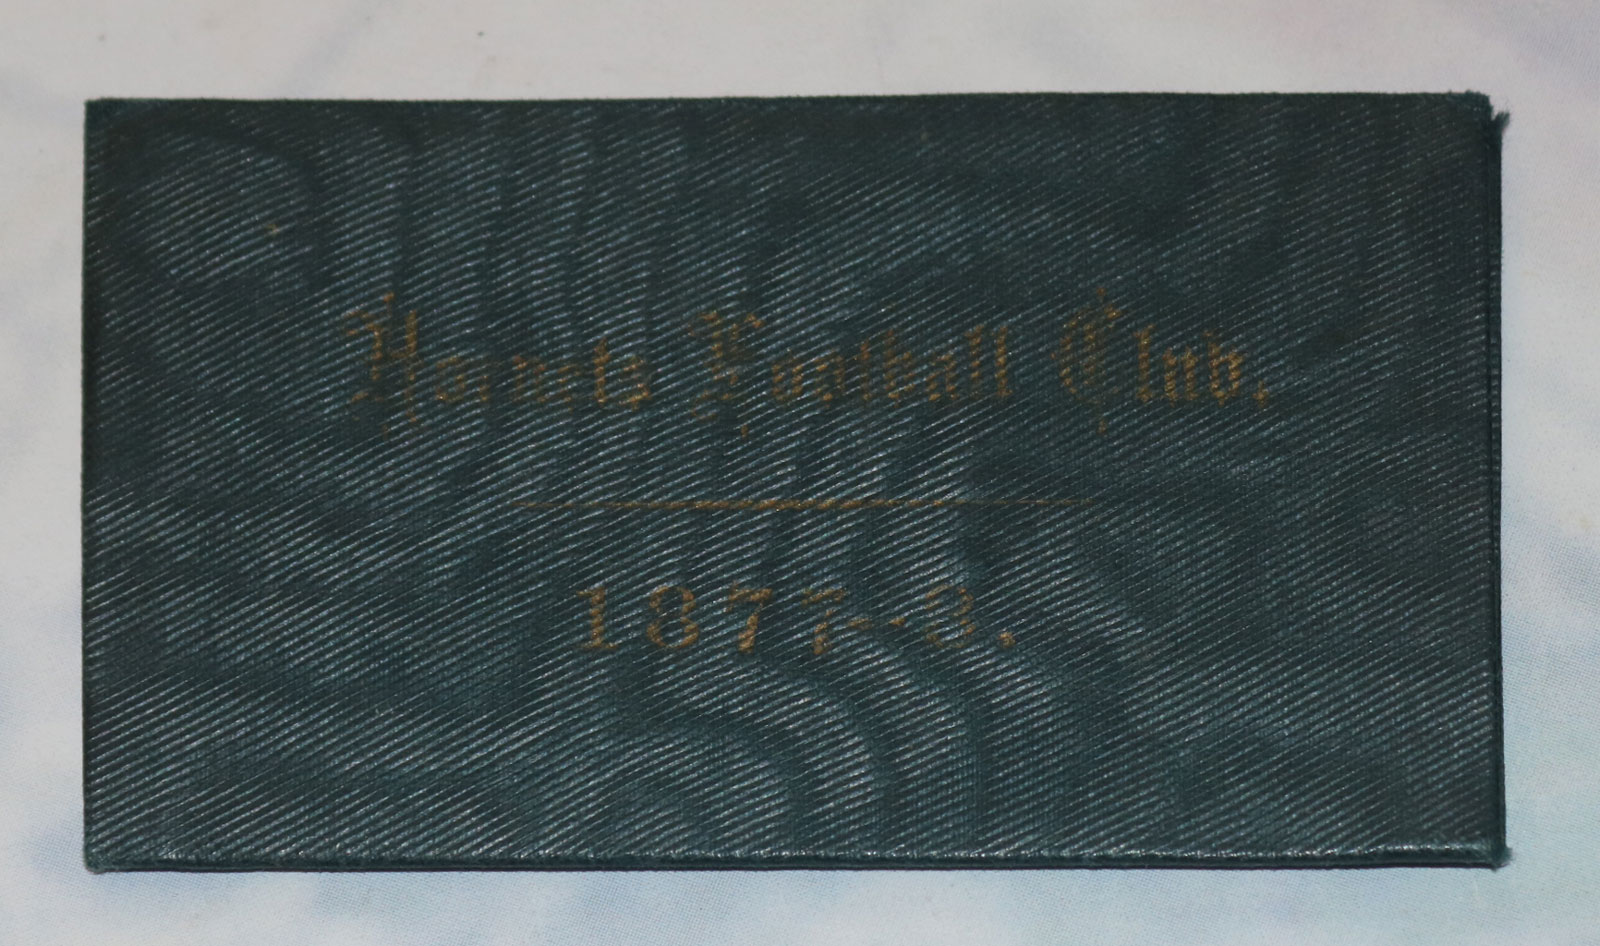 Hornets Football Club.
1877-8.